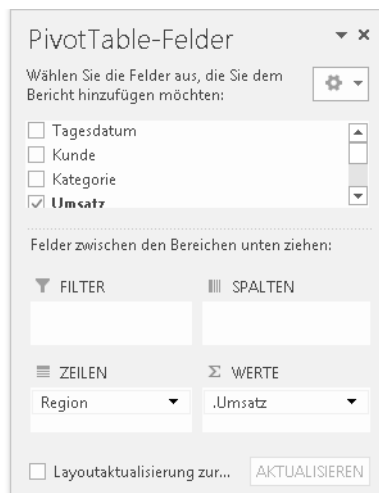 PivotTable-Felder
Wählen Sie die Felder aus, die Sie dem
Bericht hinzufügen möchten:
Tagesdatum
Kunde
Kategorie
Umsatz
Felder zwischen den Bereichen unten ziehen:
FILTER
SPALTEN
ZEILEN
Σ WERTE
Region
.Umsatz
Layoutaktualisierung zur...
AKTUALISIEREN